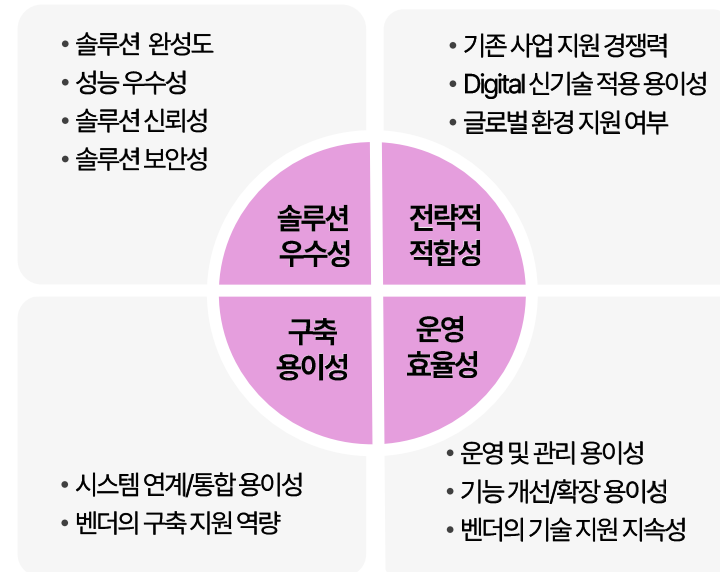 • 솔루션 완성도
• 성능 우수성
• 솔루션 신뢰성
• 솔루션 보안성
• 기존 사업 지원 경쟁력
• Digital 신기술 적용 용이성
• 글로벌 환경 지원 여부
솔루션
우수성
전략적
적합성
구축
용이성
운영
효율성
• 시스템 연계/통합 용이성
• 벤더의 구축 지원 역량
• 운영 및 관리 용이성
• 기능 개선/확장 용이성
• 벤더의 기술 지원 지속성